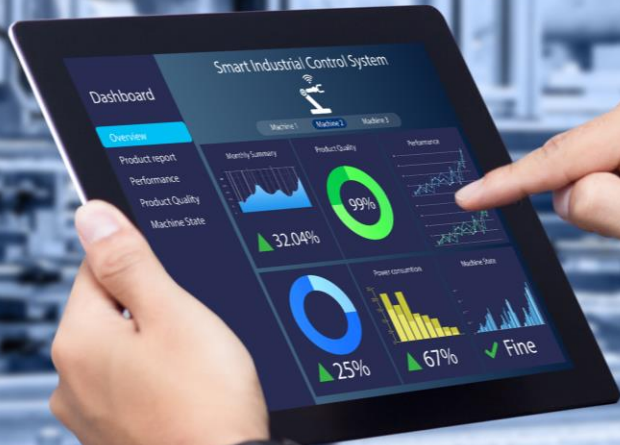 Smart Industrial Control System
Dashboard
Machine 1 Machine 2 Machine 3
Overview
Product report
Performance
Product Quality
Machine State
Monthly Summary
Product Quality
Performance
32.04%
99%
Power consumtion
Machine State
25%
67%
Fine